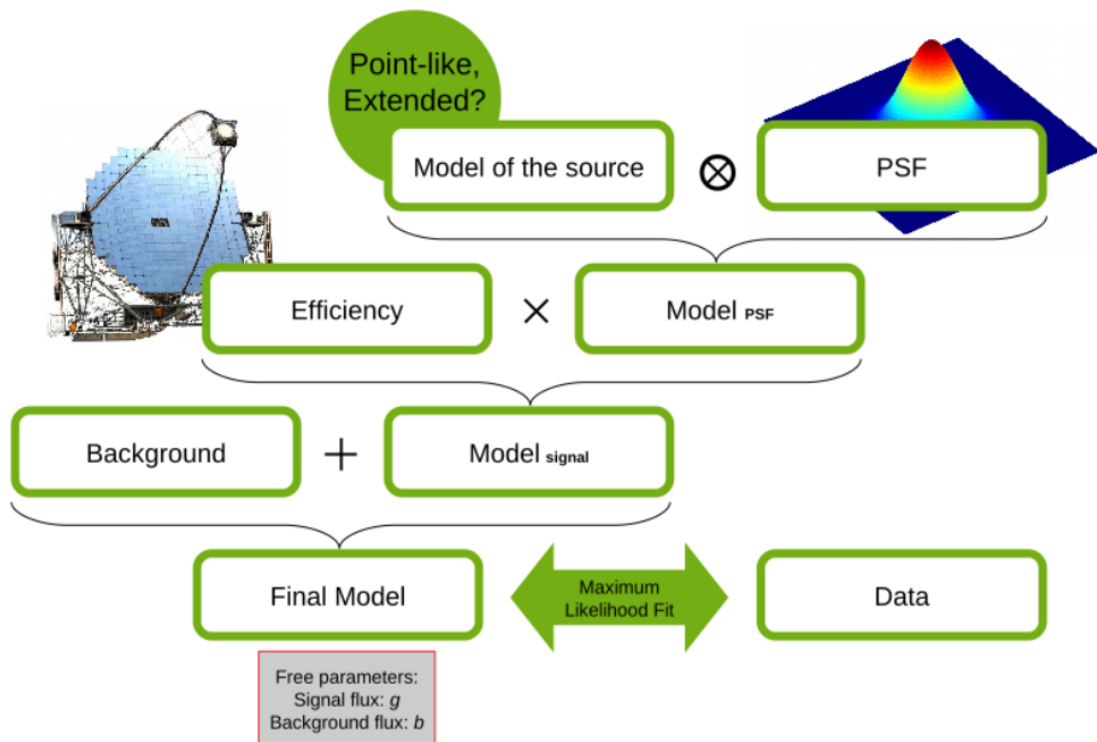 Point-like,
Extended?
Model of the source
⊗
PSF
Efficiency
×
Model PSF
Background
+
Model signal
Final Model
Maximum
Likelihood Fit
Data
Free parameters:
Signal flux: g
Background flux: b